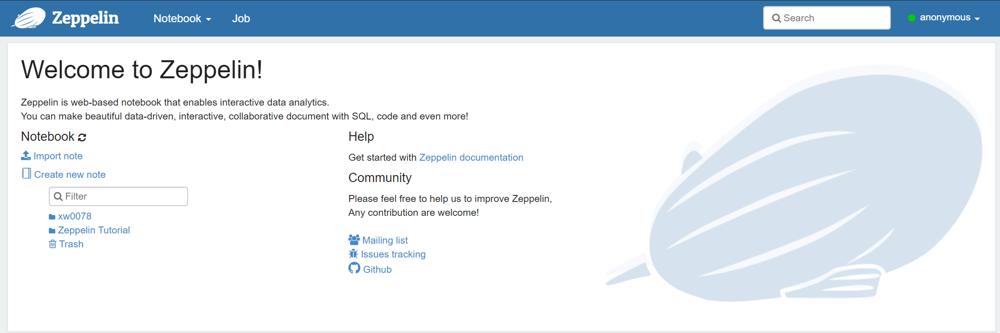 Zeppelin
Notebook
Job
Search
anonymous
Welcome to Zeppelin!
Zeppelin is web-based notebook that enables interactive data analytics.
You can make beautiful data-driven, interactive, collaborative document with SQL, code and even more!
Notebook
Import note
Create new note
Filter
xw0078
Zeppelin Tutorial
Trash
Help
Get started with Zeppelin documentation
Community
Please feel free to help us to improve Zeppelin,
Any contribution are welcome!
Mailing list
Issues tracking
Github